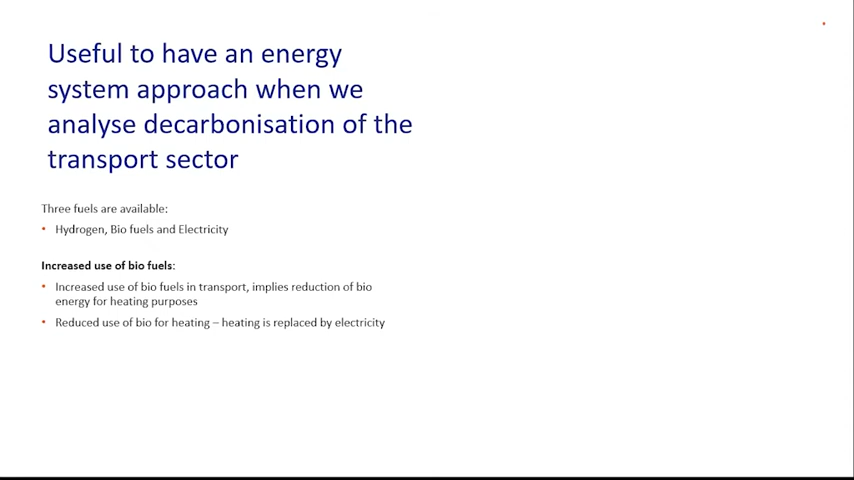 Useful to have an energy
system approach when we
analyse decarbonisation of the
transport sector
Three fuels are available:
• Hydrogen, Bio fuels and Electricity
Increased use of bio fuels:
• Increased use of bio fuels in transport, implies reduction of bio
energy for heating purposes
• Reduced use of bio for heating – heating is replaced by electricity